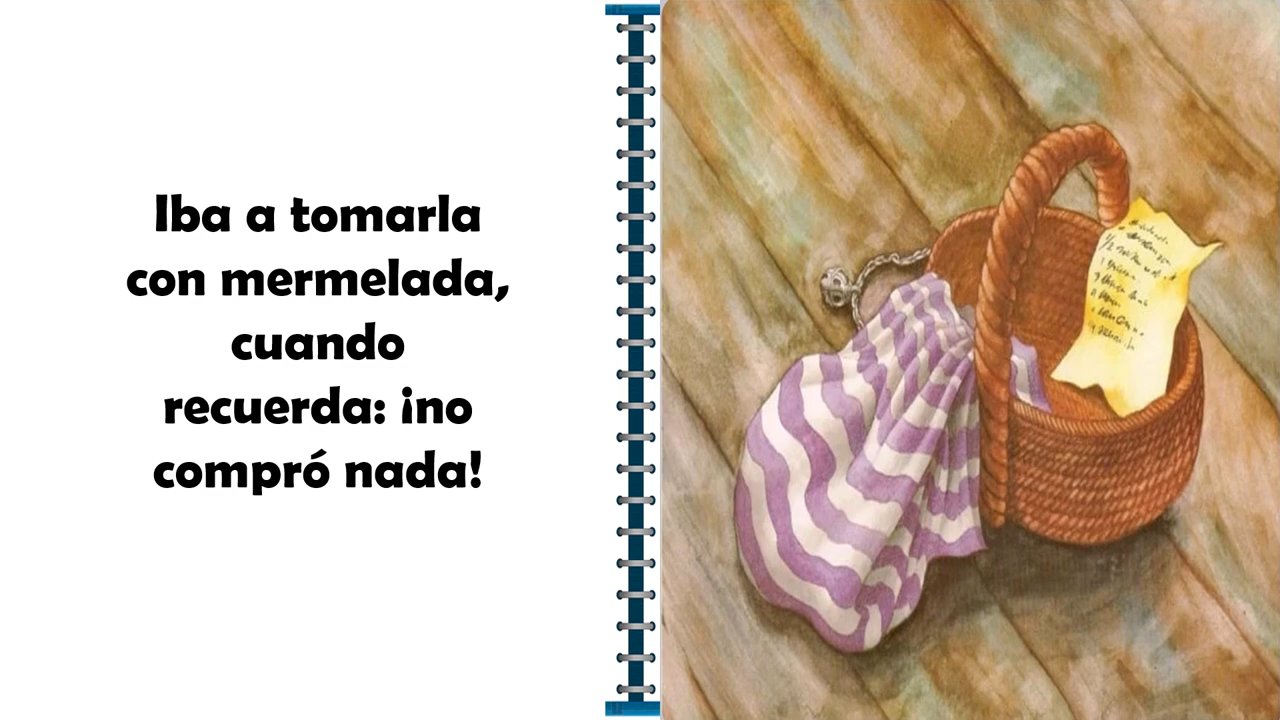 Iba a tomarla
con mermelada,
cuando
recuerda: ¡no
compró nada!